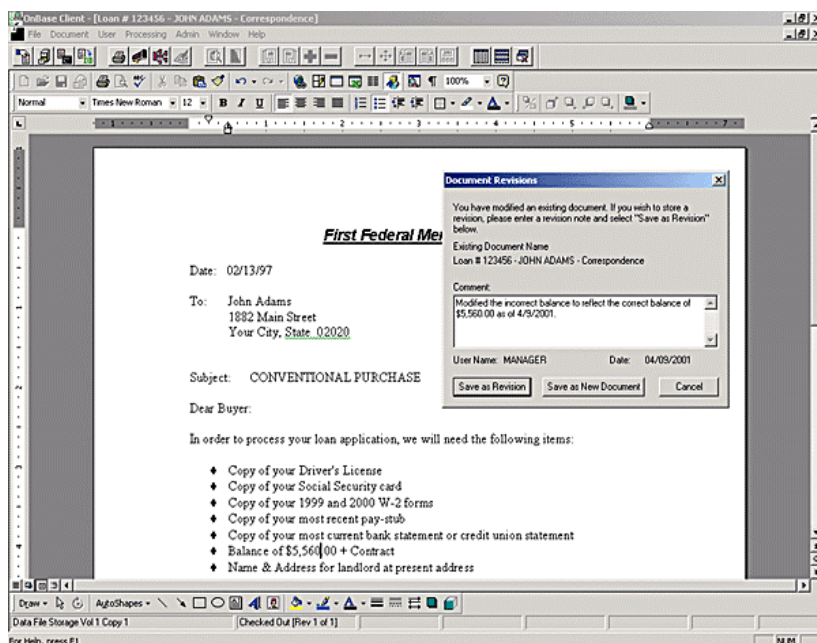 OnBase Client - [Loan # 123456 - JOHN ADAMS - Correspondence]
File Document User Processing Admin Window Help
100%
Normal Times New Roman 12 B I U
1 1 2 3 4 5 7
First Federal Me
Date: 02/13/97
To: John Adams
1882 Main Street
Your City, State 02020
Subject: CONVENTIONAL PURCHASE
Dear Buyer:
In order to process your loan application, we will need the following items:
♦ Copy of your Driver's License
♦ Copy of your Social Security card
♦ Copy of your 1999 and 2000 W-2 forms
♦ Copy of your most recent pay-stub
♦ Copy of your most current bank statement or credit union statement
♦ Balance of $5,560.00 + Contract
♦ Name & Address for landlord at present address
Document Revisions
You have modified an existing document. If you wish to store a
revision, please enter a revision note and select "Save as Revision"
below.
Existing Document Name
Loan # 123456 - JOHN ADAMS - Correspondence
Comment:
Modified the incorrect balance to reflect the correct balance of
$5,560.00 as of 4/9/2001.
User Name: MANAGER Date: 04/09/2001
Save as Revision Save as New Document Cancel
Draw AutoShapes
Data File Storage Vol 1 Copy 1 Checked Out [Rev 1 of 1]
For Help, press F1 NUM